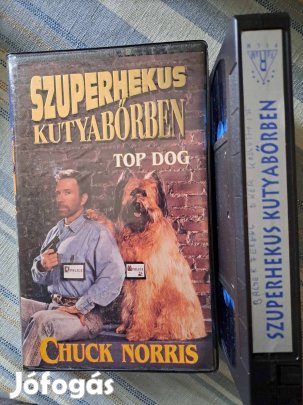 SZUPERHEKUS
KUTYABŐRBEN
TOP DOG
CHUCK NORRIS
SZUPERHEKUS KUTYABŐRBEN
Jófogás